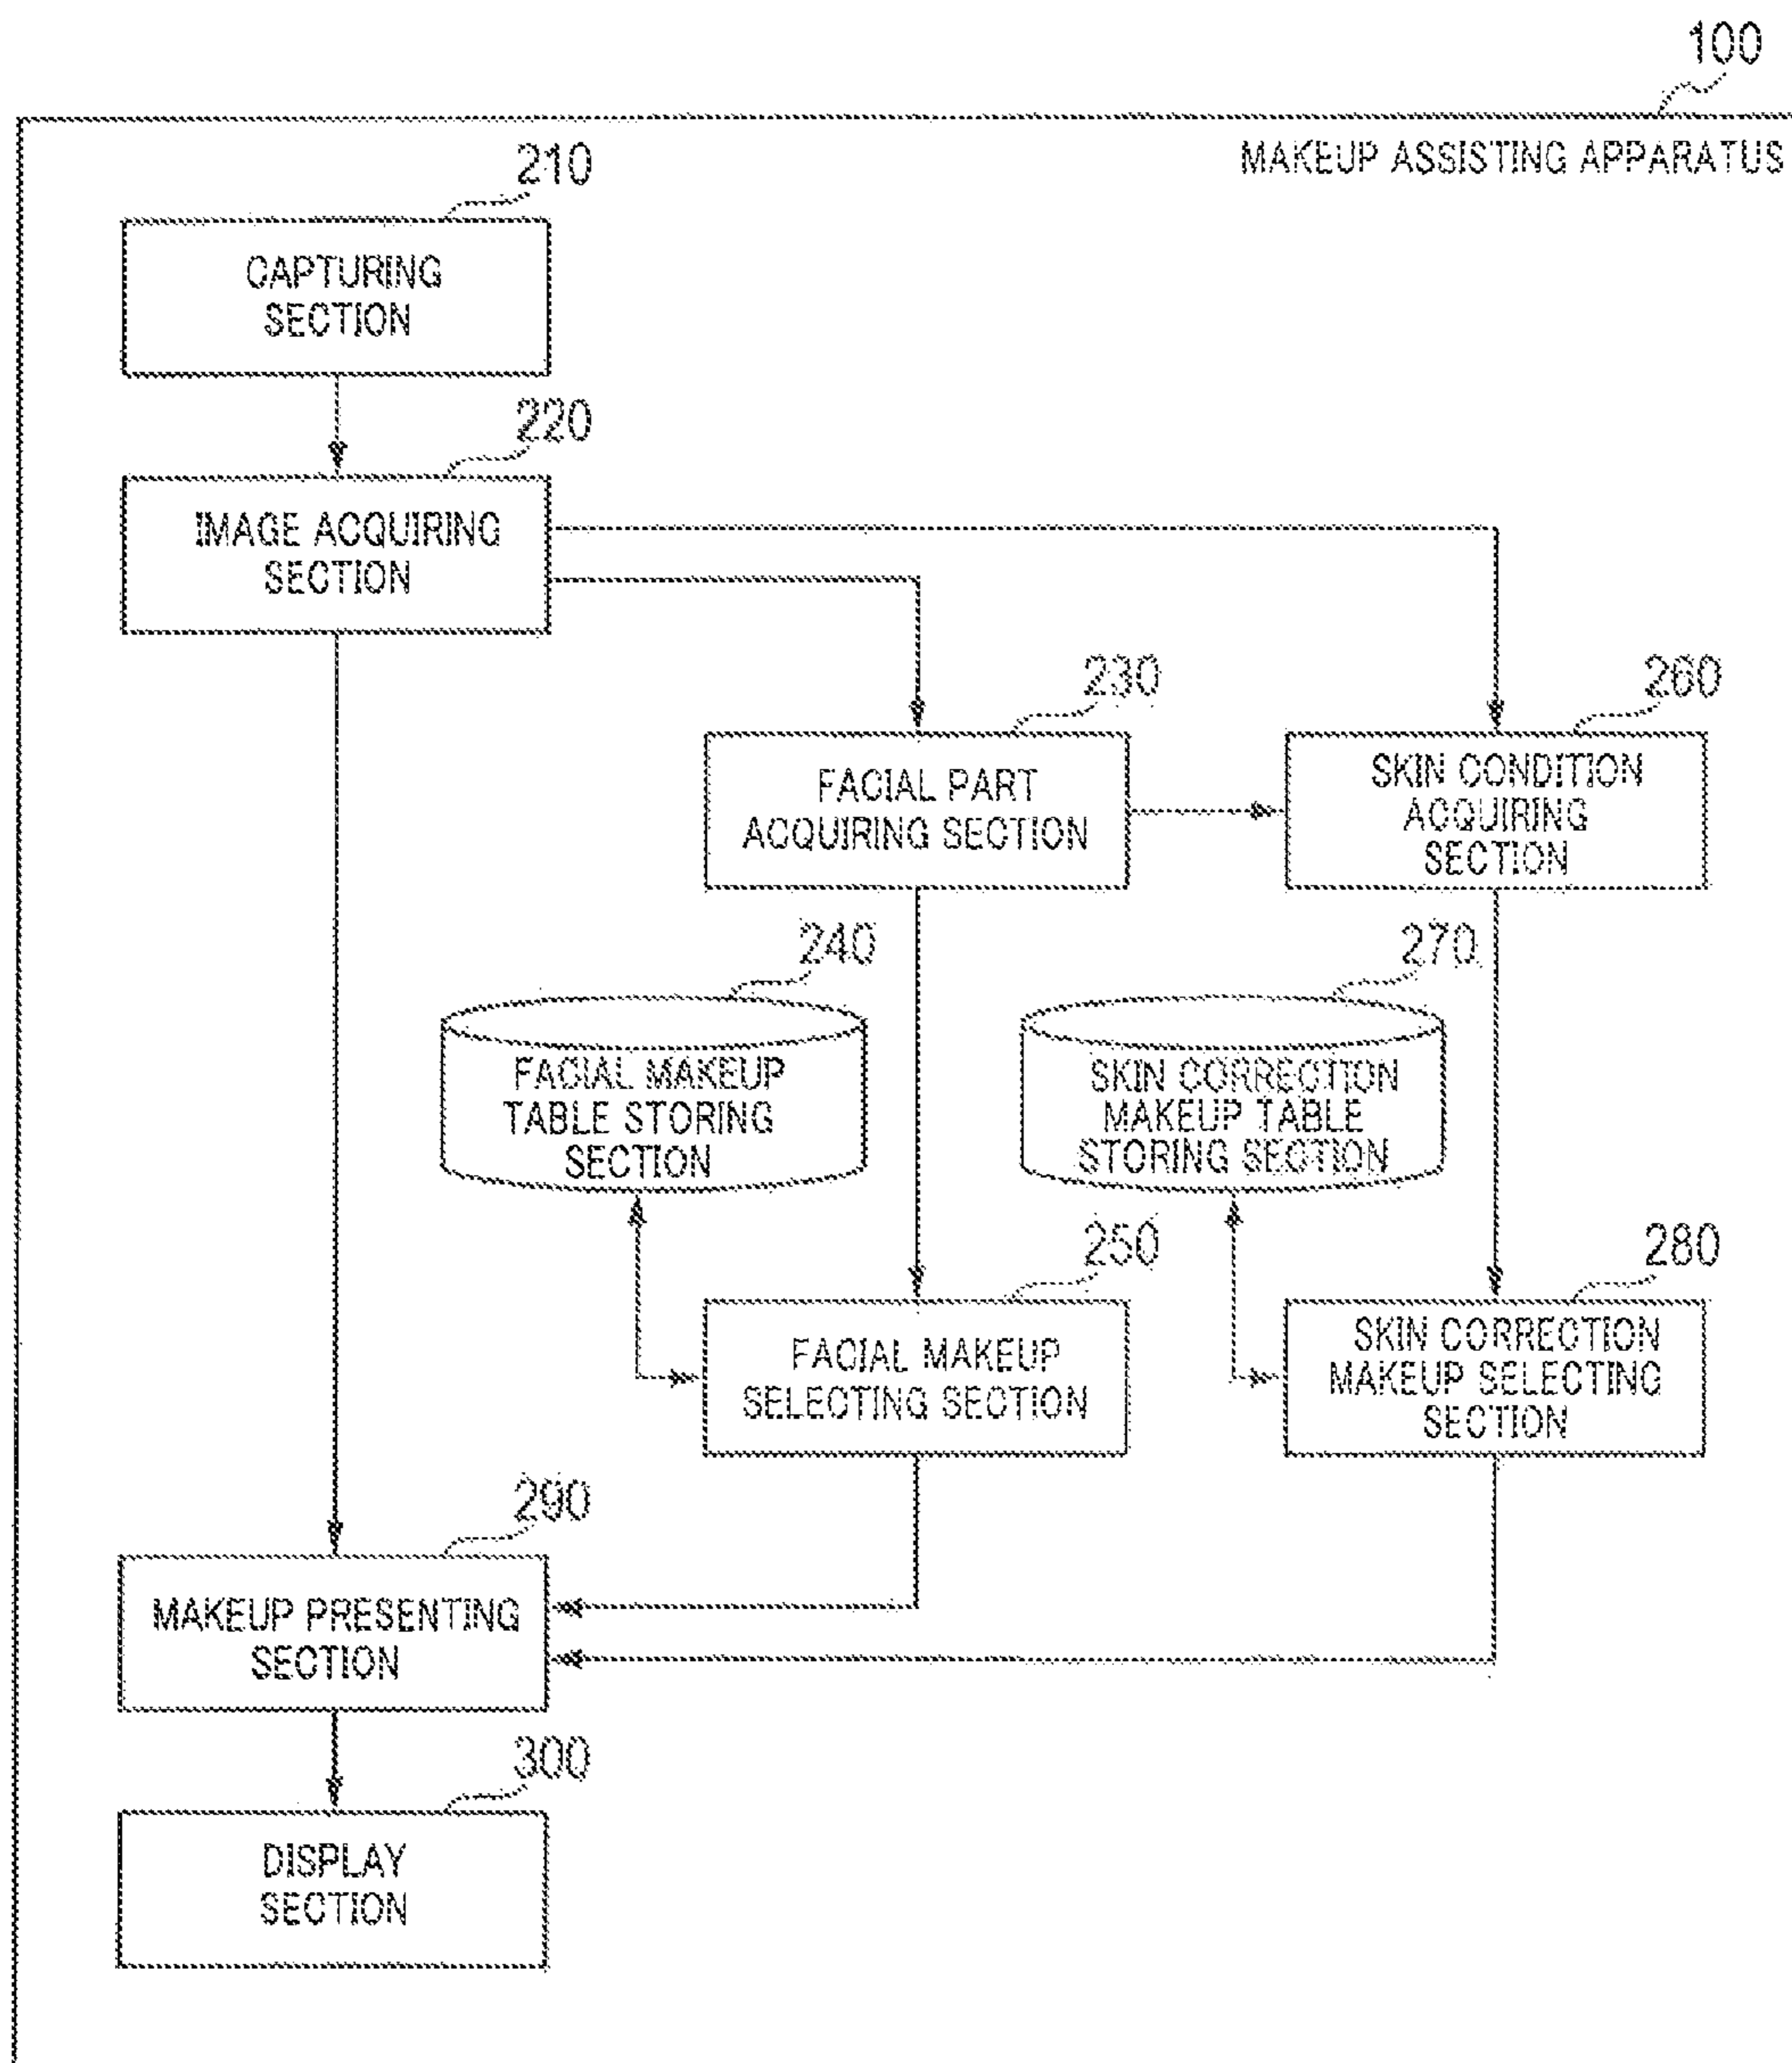 100
MAKEUP ASSISTING APPARATUS
210
CAPTURING
SECTION
220
IMAGE ACQUIRING
SECTION
230
FACIAL PART
ACQUIRING SECTION
260
SKIN CONDITION
ACQUIRING
SECTION
240
FACIAL MAKEUP
TABLE STORING
SECTION
270
SKIN CORRECTION
MAKEUP TABLE
STORING SECTION
250
FACIAL MAKEUP
SELECTING SECTION
280
SKIN CORRECTION
MAKEUP SELECTING
SECTION
290
MAKEUP PRESENTING
SECTION
300
DISPLAY
SECTION